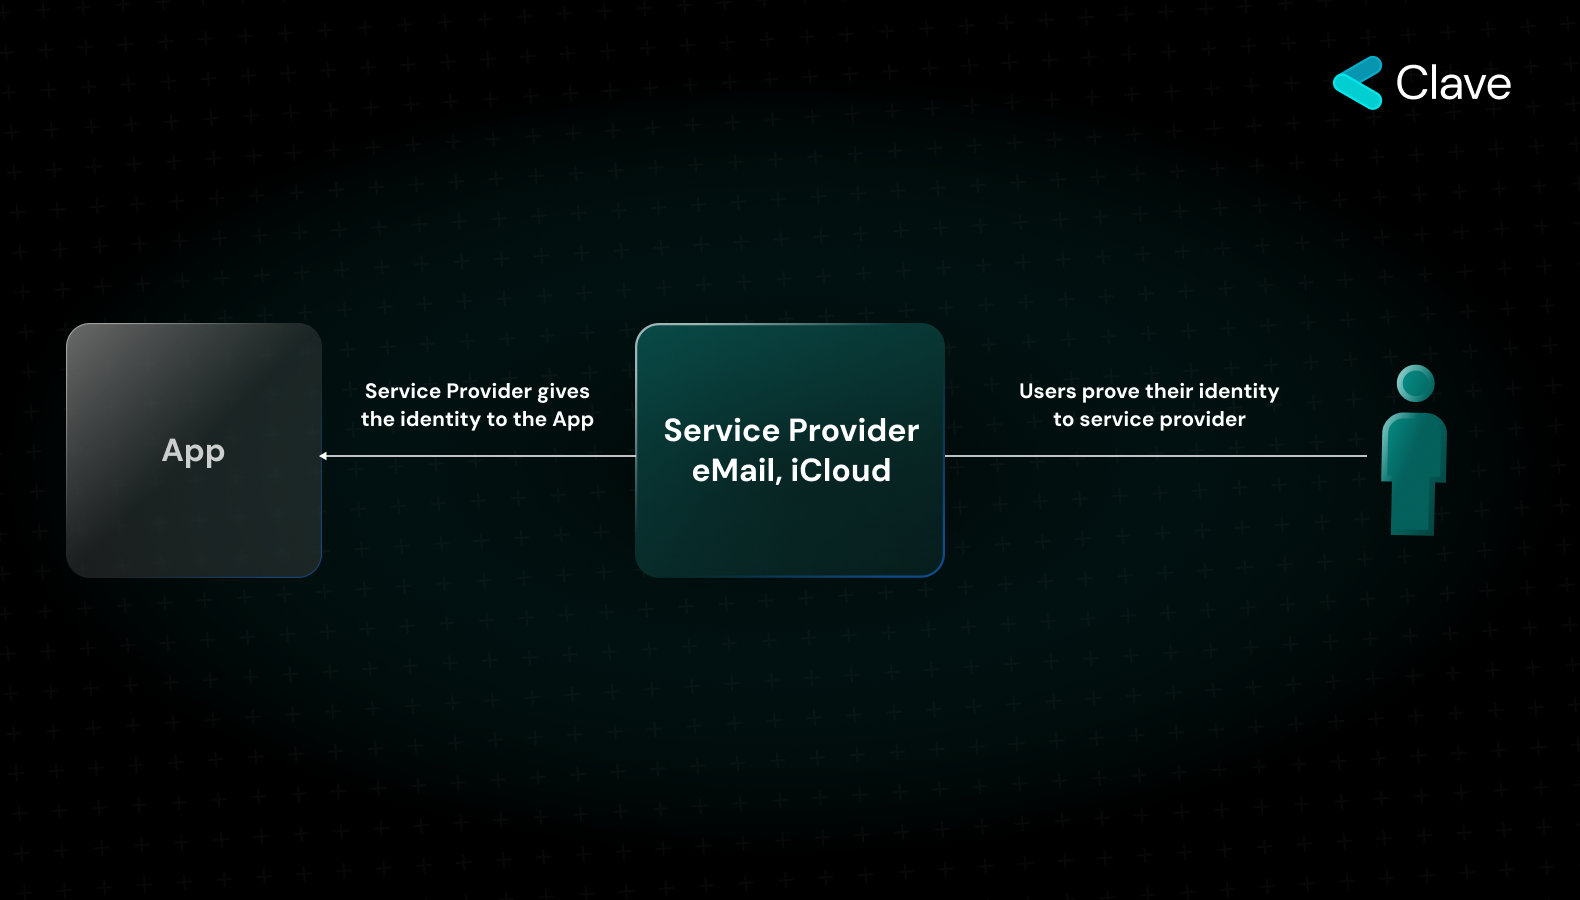 Clave
App
Service Provider gives
the identity to the App
Service Provider
eMail, iCloud
Users prove their identity
to service provider